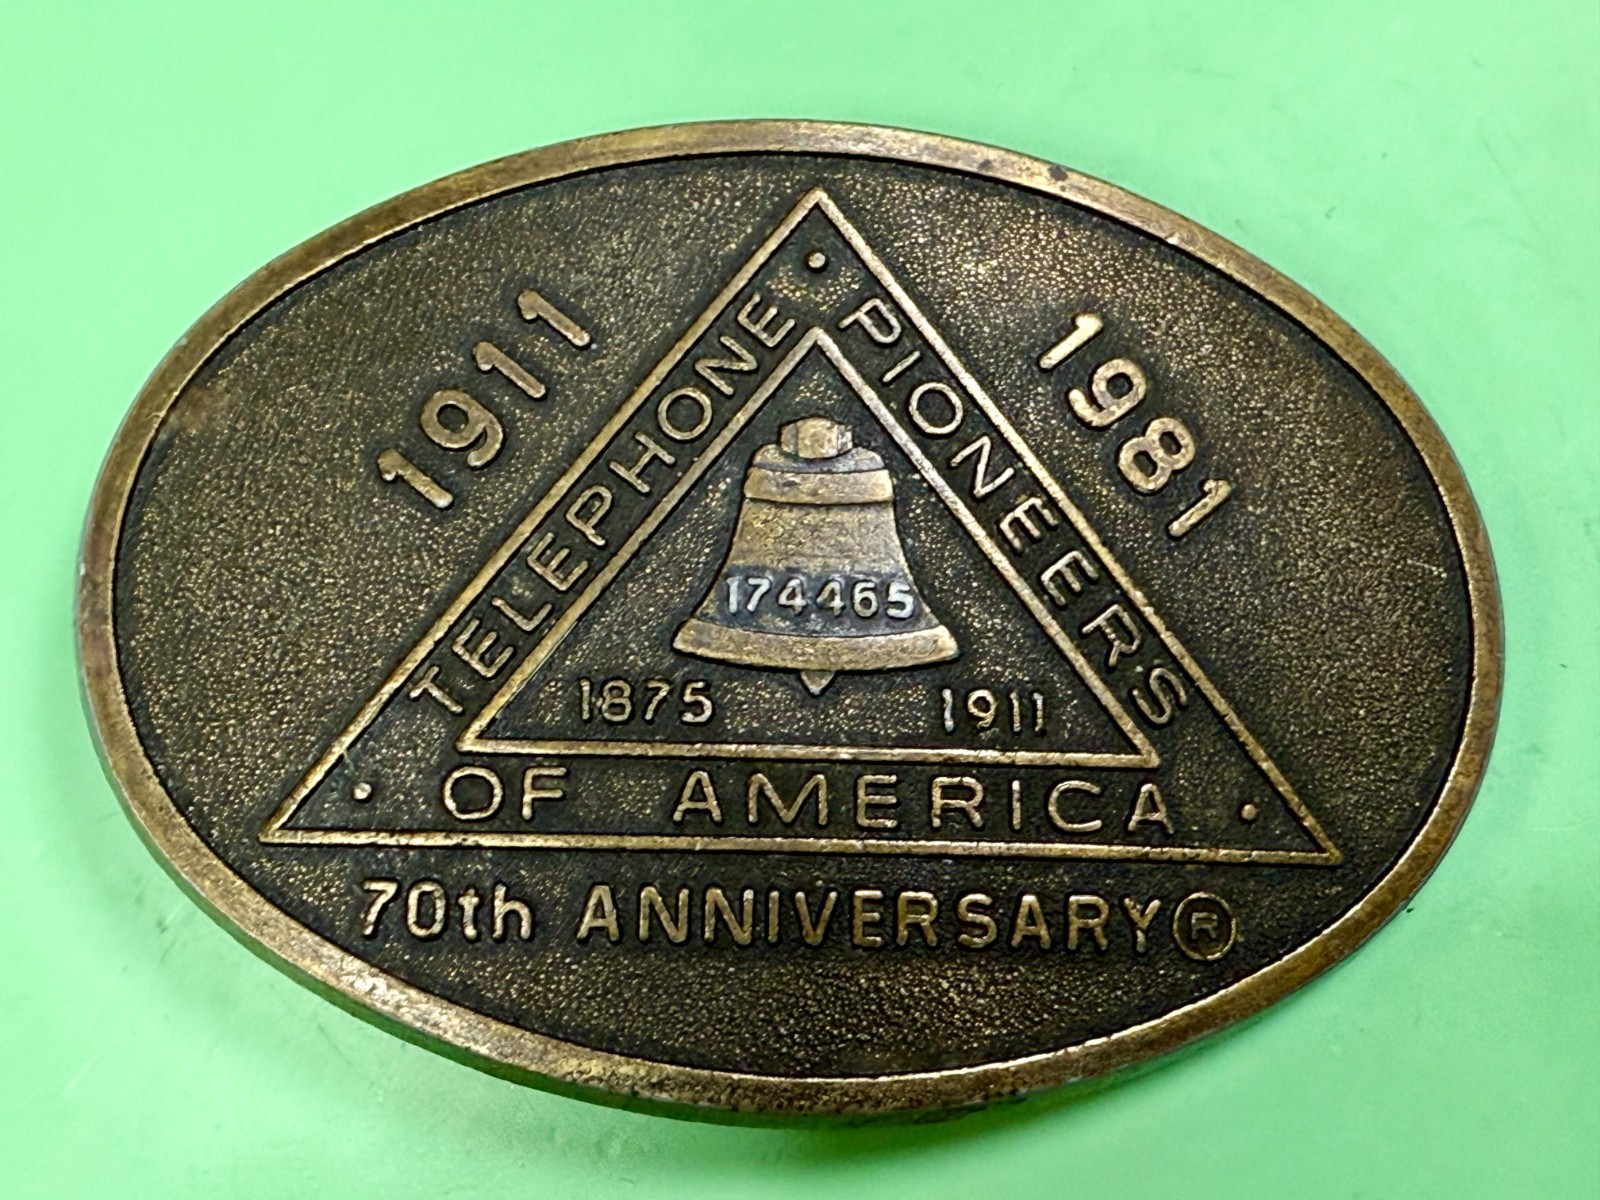 1911
1981
TELEPHONE
PIONEERS
174465
1875 1911
· OF AMERICA ·
70th ANNIVERSARY®